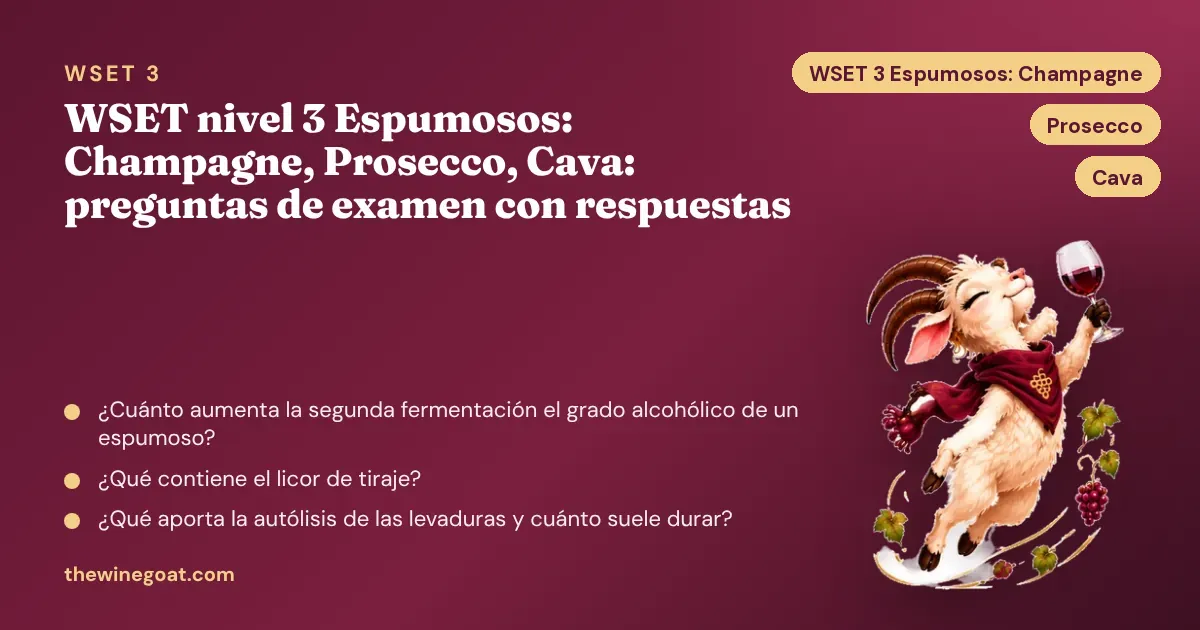 WSET 3
WSET nivel 3 Espumosos:
Champagne, Prosecco, Cava:
preguntas de examen con respuestas
WSET 3 Espumosos: Champagne
Prosecco
Cava
¿Cuánto aumenta la segunda fermentación el grado alcohólico de un
espumoso?
¿Qué contiene el licor de tiraje?
¿Qué aporta la autólisis de las levaduras y cuánto suele durar?
thewinegoat.com